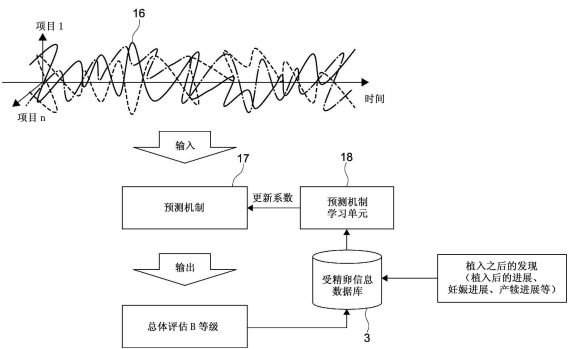 项目 1
16
项目 n
时间
输入
17
18
预测机制
更新系数
预测机制
学习单元
输出
受精卵信息
数据库
植入之后的发现
(植入后的进展、
妊娠进展、产犊进展等)
总体评估 B 等级
3